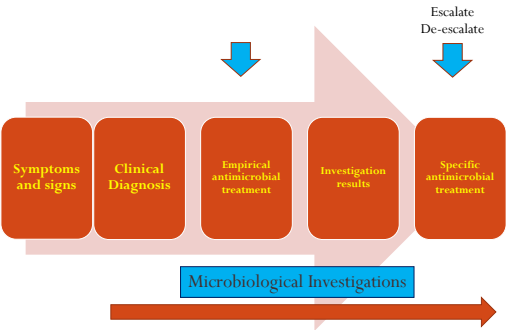 Escalate
De-escalate
Symptoms
and signs
Clinical
Diagnosis
Empirical
antimicrobial
treatment
Investigation
results
Specific
antimicrobial
treatment
Microbiological Investigations